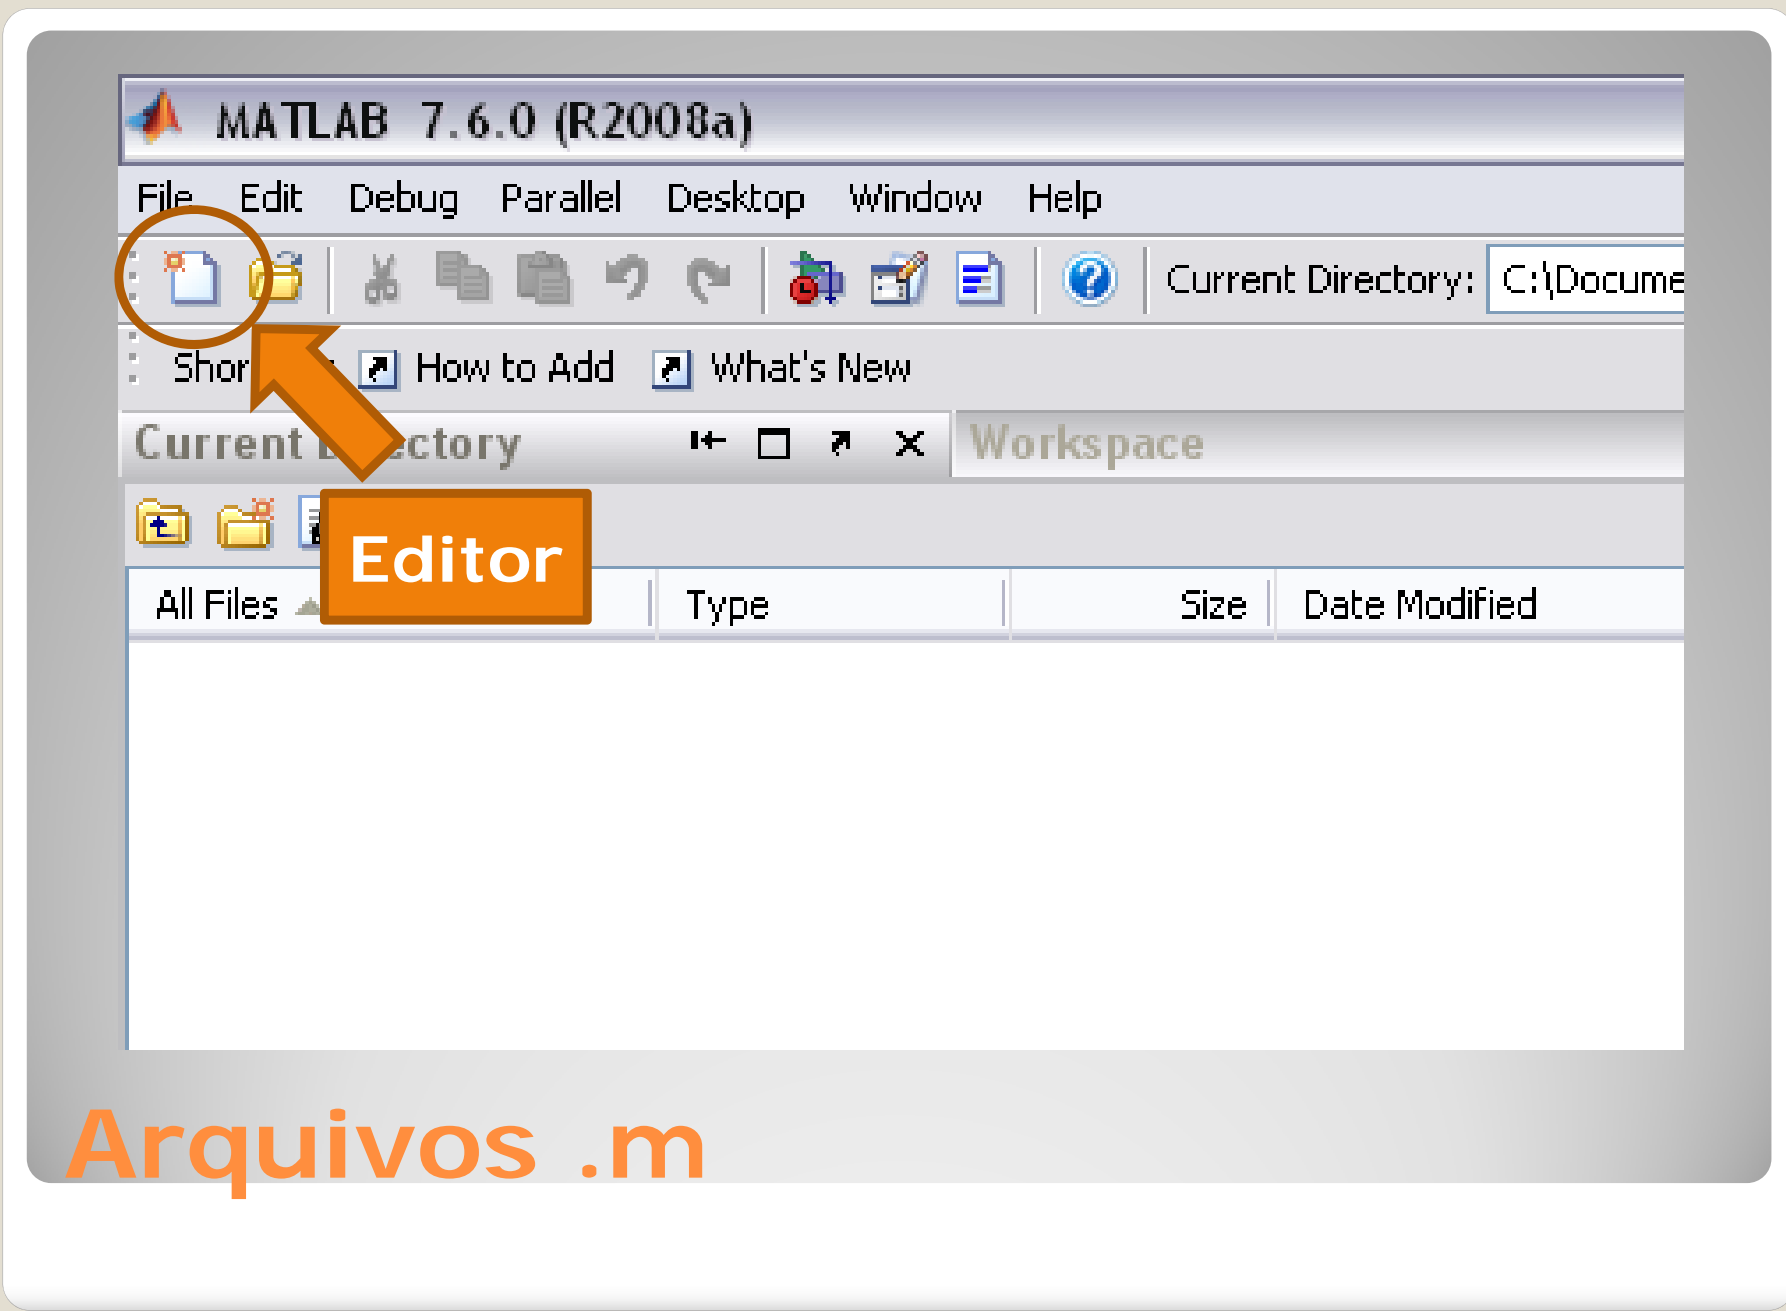 MATLAB 7.6.0 (R2008a)
File Edit Debug Parallel Desktop Window Help
Current Directory: C:\Docume
How to Add What's New
Current Workspace
Editor
All Files Type Size Date Modified
Arquivos .m